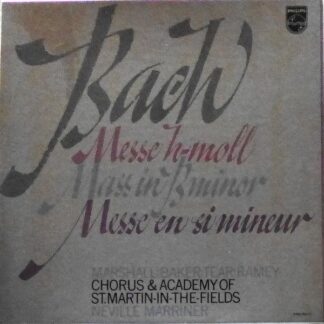 PHILIPS
Bach
Messe h-moll
Mass in B minor
Messe en si mineur
MARSHALL·BAKER·TEAR·RAMEY
CHORUS & ACADEMY OF
ST. MARTIN-IN-THE-FIELDS
NEVILLE MARRINER